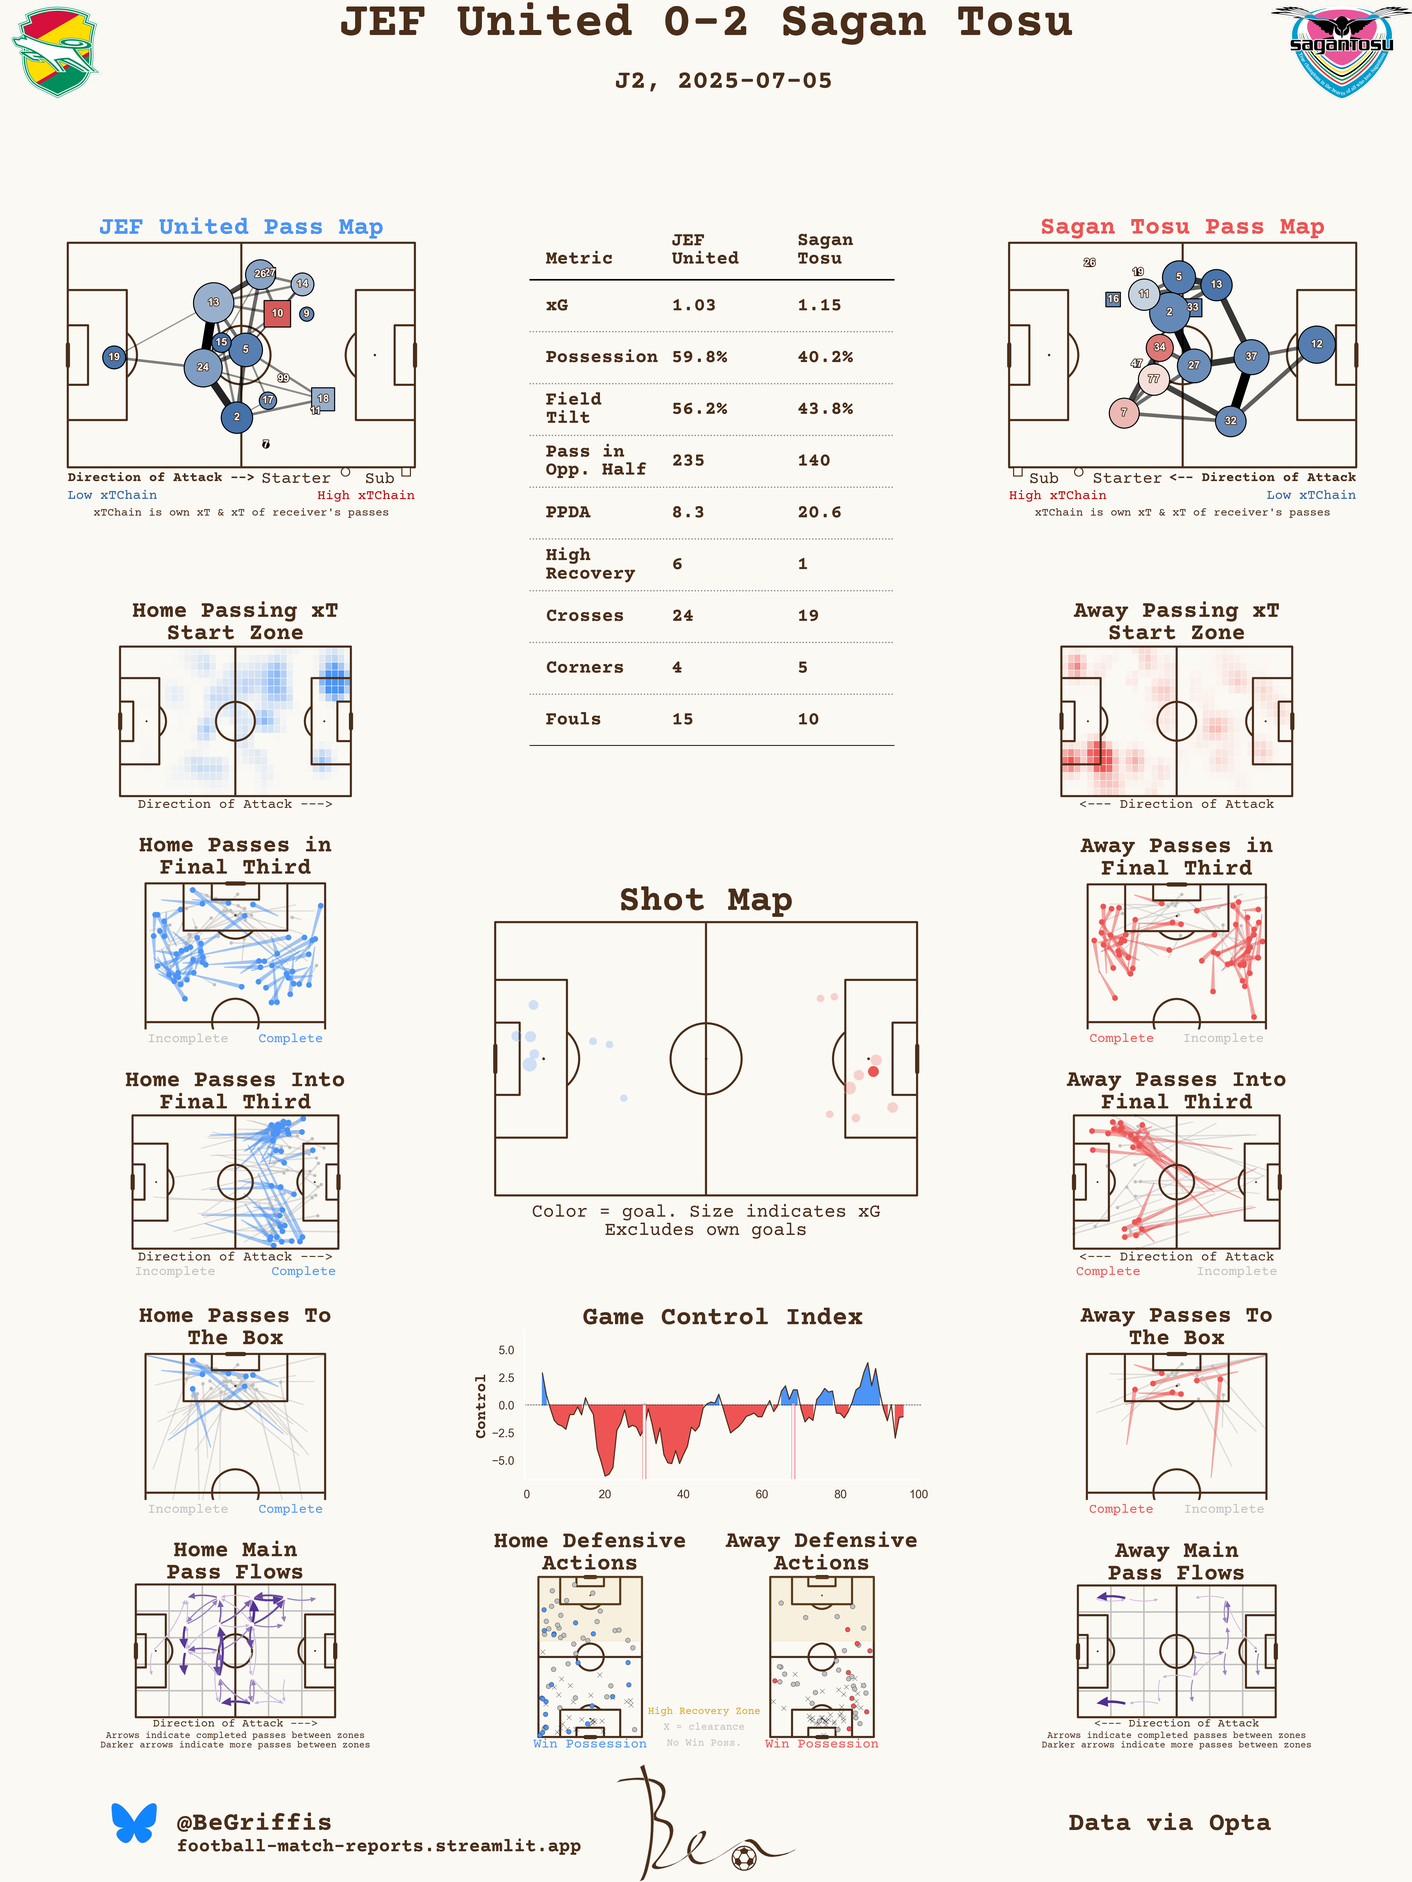 JEF United 0-2 Sagan Tosu
J2, 2025-07-05
sagantosu
JEF United Pass Map
26
27
14
13
10
9
15
5
19
24
99
17
18
11
2
7
Direction of Attack --> Starter Sub
Low xTChain High xTChain
xTChain is own xT & xT of receiver's passes
Metric JEF United Sagan Tosu
xG 1.03 1.15
Possession 59.8% 40.2%
Field Tilt 56.2% 43.8%
Pass in Opp. Half 235 140
PPDA 8.3 20.6
High Recovery 6 1
Crosses 24 19
Corners 4 5
Fouls 15 10
Sagan Tosu Pass Map
26
19
5
13
16
11
2
33
34
12
37
47
27
77
7
32
Sub Starter <-- Direction of Attack
High xTChain Low xTChain
xTChain is own xT & xT of receiver's passes
Home Passing xT
Start Zone
Direction of Attack --->
Away Passing xT
Start Zone
<--- Direction of Attack
Home Passes in
Final Third
Incomplete Complete
Away Passes in
Final Third
Complete Incomplete
Shot Map
Color = goal. Size indicates xG
Excludes own goals
Home Passes Into
Final Third
Direction of Attack --->
Incomplete Complete
Away Passes Into
Final Third
<--- Direction of Attack
Complete Incomplete
Home Passes To
The Box
Incomplete Complete
Game Control Index
Control
5.0
2.5
0.0
−2.5
−5.0
0 20 40 60 80 100
Away Passes To
The Box
Complete Incomplete
Home Main
Pass Flows
Direction of Attack --->
Arrows indicate completed passes between zones
Darker arrows indicate more passes between zones
Home Defensive
Actions
Win Possession
High Recovery Zone
X = clearance
No Win Poss.
Away Defensive
Actions
Win Possession
Away Main
Pass Flows
<--- Direction of Attack
Arrows indicate completed passes between zones
Darker arrows indicate more passes between zones
@BeGriffis
football-match-reports.streamlit.app
Ben
Data via Opta